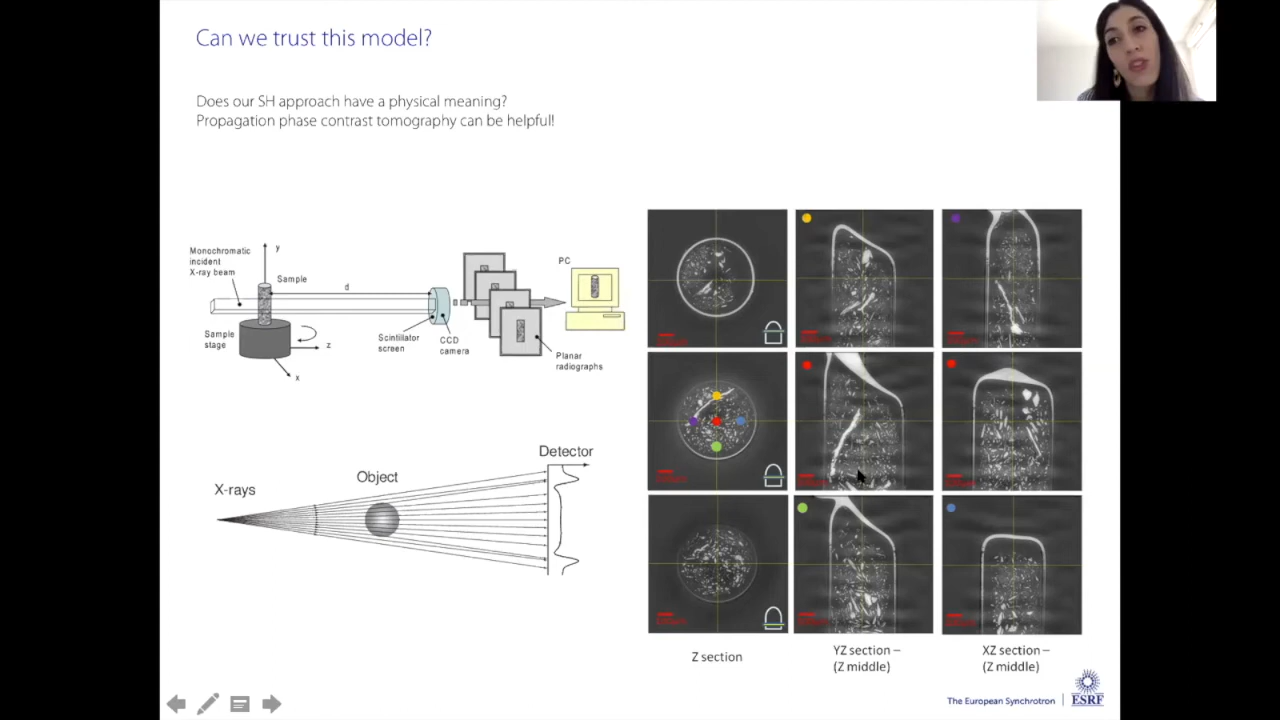 Can we trust this model?
Does our SH approach have a physical meaning?
Propagation phase contrast tomography can be helpful!
Monochromatic
incident
X-ray beam
y
Sample
d
Sample
stage
z
x
Scintillator
screen
CCD
camera
PC
Planar
radiographs
X-rays
Object
Detector
Z section
YZ section –
(Z middle)
XZ section –
(Z middle)
The European Synchrotron
ESRF